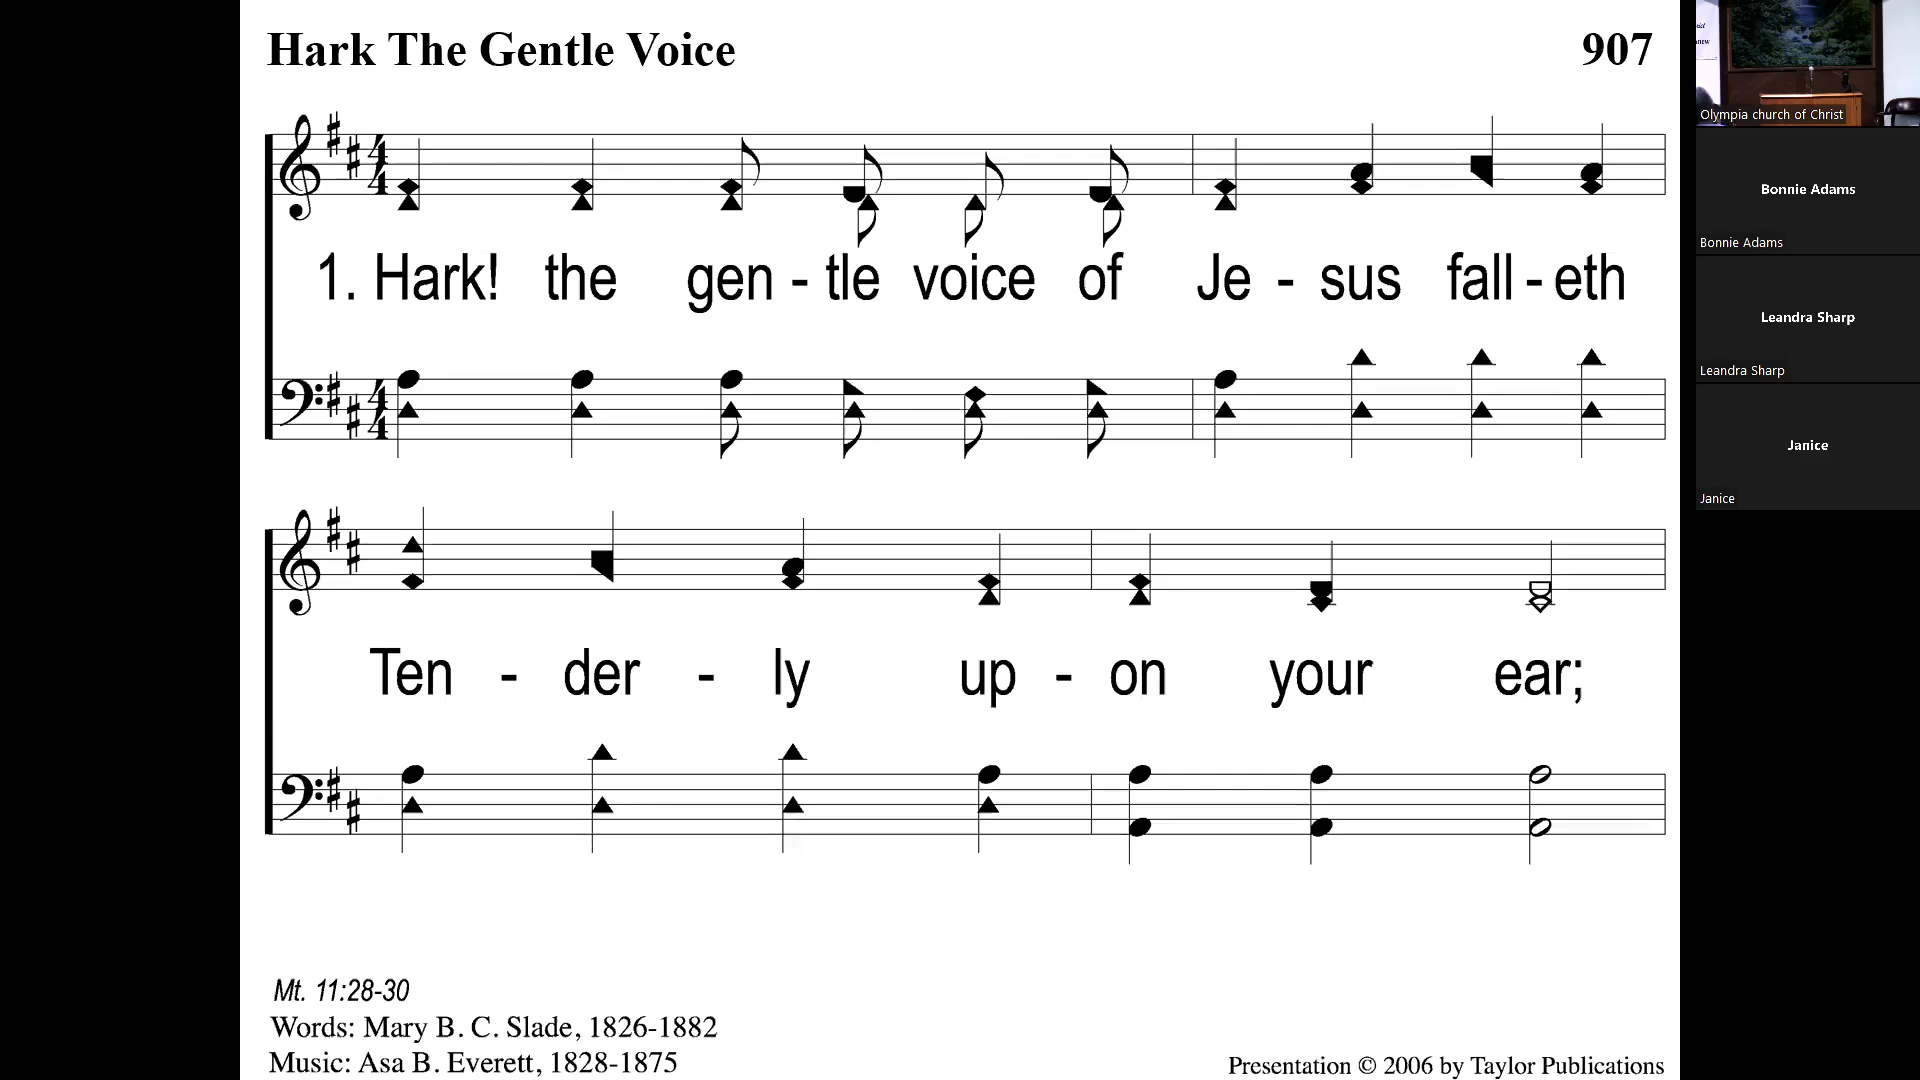 Hark The Gentle Voice
907
1. Hark! the gen - tle voice of Je - sus fall - eth
Ten - der - ly up - on your ear;
Mt. 11:28-30
Words: Mary B. C. Slade, 1826-1882
Music: Asa B. Everett, 1828-1875
Presentation © 2006 by Taylor Publications
Olympia church of Christ
Bonnie Adams
Bonnie Adams
Leandra Sharp
Leandra Sharp
Janice
Janice